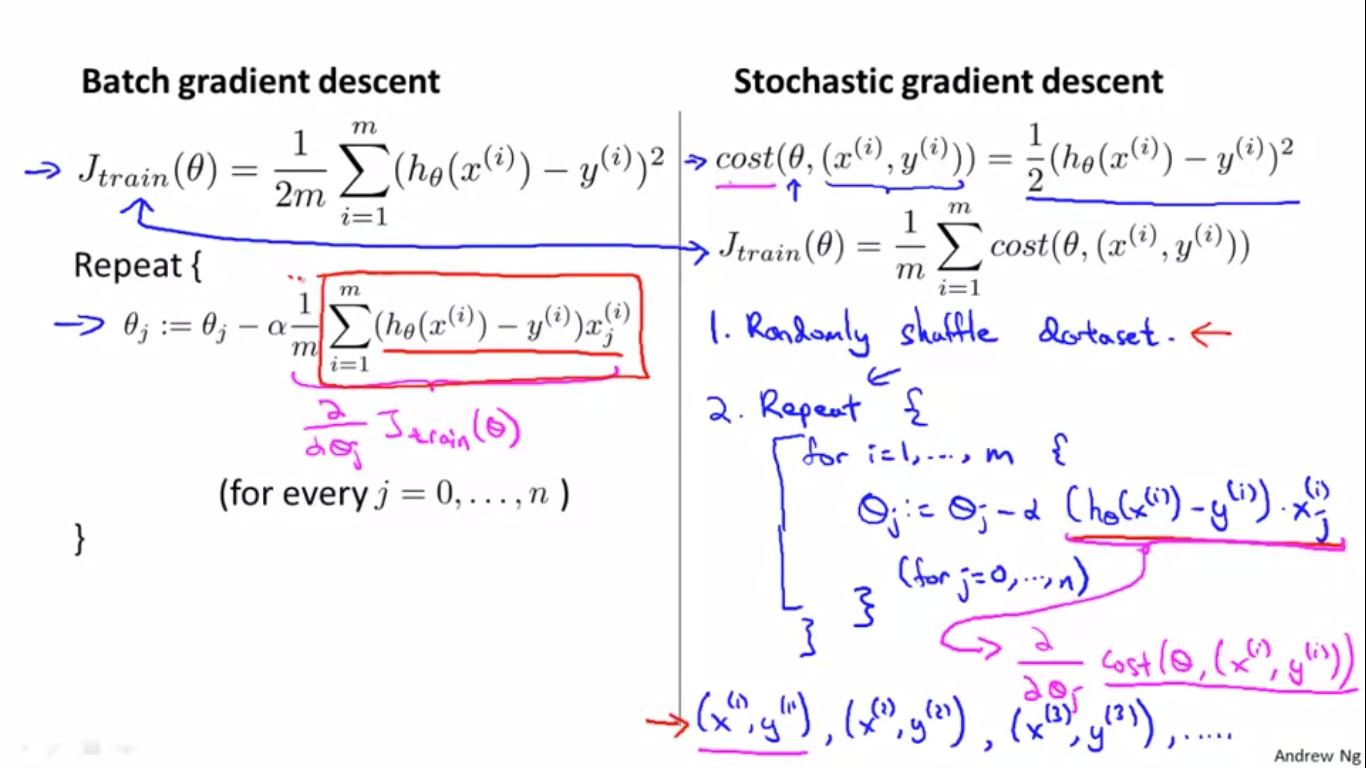 Batch gradient descent
J_train(θ) = 1/2m ∑_{i=1}^{m} (h_θ(x^(i)) − y^(i))²
Repeat {
θ_j := θ_j − α 1/m ∑_{i=1}^{m} (h_θ(x^(i)) − y^(i))x_j^(i)
∂/∂θ_j J_train(θ)
(for every j = 0, . . . , n )
}
Stochastic gradient descent
cost(θ, (x^(i), y^(i))) = 1/2 (h_θ(x^(i)) − y^(i))²
J_train(θ) = 1/m ∑_{i=1}^{m} cost(θ, (x^(i), y^(i)))
1. Randomly shuffle dataset.
2. Repeat {
for i=1,..., m {
θ_j := θ_j − α (h_θ(x^(i)) − y^(i)) · x_j^(i)
(for j=0,...,n)
}
}
∂/∂θ_j cost(θ, (x^(i), y^(i)))
(x^(1), y^(1)), (x^(2), y^(2)), (x^(3), y^(3)), .....
Andrew Ng